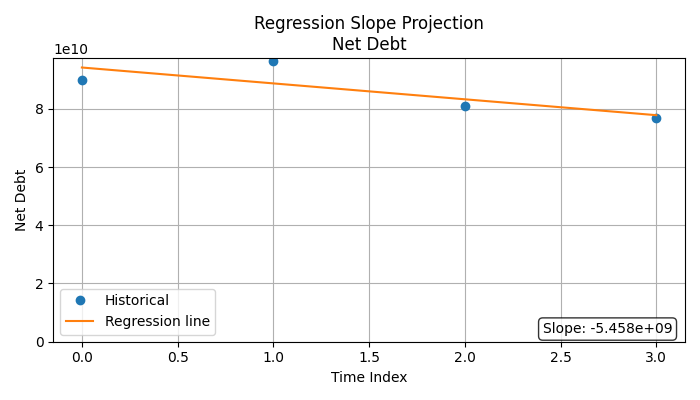 Regression Slope Projection
Net Debt
1e10
8
6
4
2
0
Net Debt
Historical
Regression line
Slope: -5.458e+09
0.0 0.5 1.0 1.5 2.0 2.5 3.0
Time Index